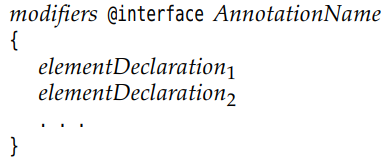 modifiers @interface AnnotationName
{
elementDeclaration1
elementDeclaration2
. . .
}